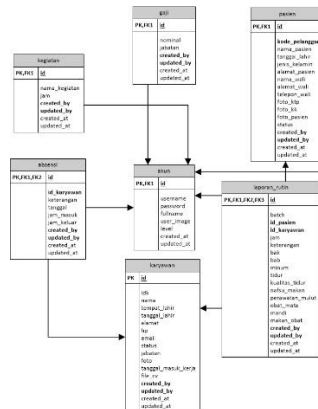 gaji
PK,FK1 id
nominal
jabatan
created_by
updated_by
created_at
updated_at
pasien
PK,FK1 id
kode_pelanggan
nama_pasien
tanggal_lahir
jenis_kelamin
alamat_pasien
nama_wali
alamat_wali
telepon_wali
foto_ktp
foto_kk
foto_pasien
status
created_by
updated_by
created_at
updated_at
kegiatan
id
nama_kegiatan
jam
created_by
updated_by
created_at
updated_at
absensi
PK,FK1,FK2 id
id_karyawan
keterangan
tanggal
jam_masuk
jam_keluar
created_by
updated_by
created_at
updated_at
akun
PK,FK1 id
username
password
fullname
user_image
level
created_at
updated_at
laporan_rutin
PK,FK1,FK2,FK3 id
batch
id_pasien
id_karyawan
jam
keterangan
bak
bab
minum
tidur
kualitas_tidur
nafsu_makan
perawatan_mulut
obat_mata
mandi
makan_obat
created_by
updated_by
created_at
updated_at
karyawan
PK id
nama
tempat_lahir
tanggal_lahir
alamat
hp
email
status
jabatan
foto
tanggal_masuk_kerja
file_cv
created_by
updated_by
created_at
updated_at